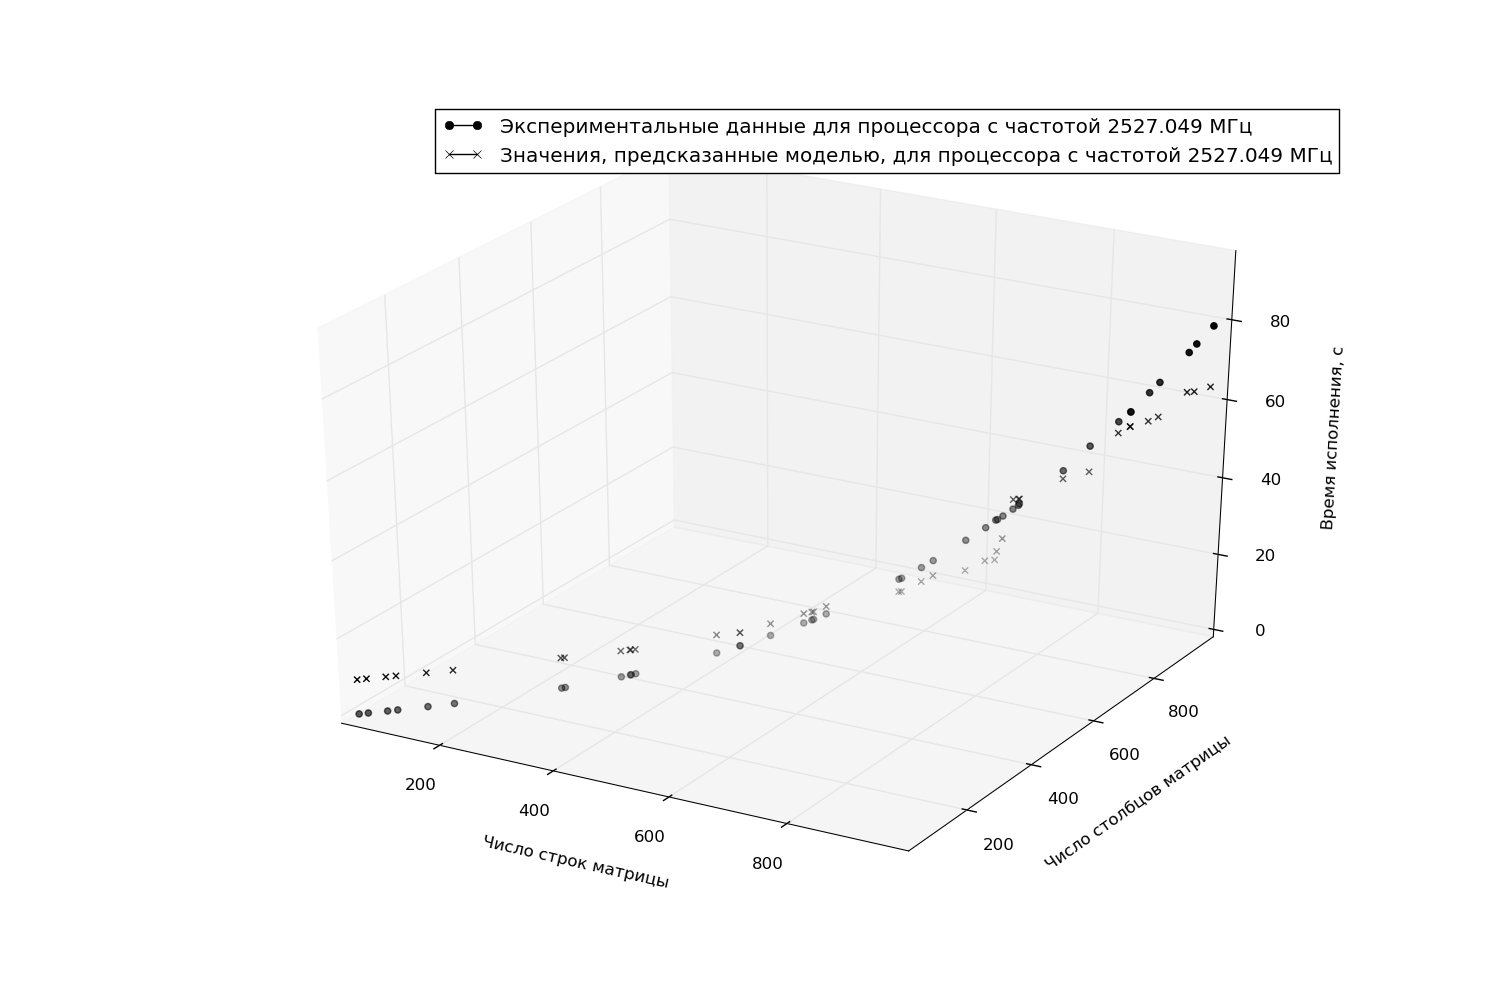 Экспериментальные данные для процессора с частотой 2527.049 МГц
Значения, предсказанные моделью, для процессора с частотой 2527.049 МГц
80
60
40
20
0
Время исполнения, с
200
400
600
800
Число строк матрицы
200
400
600
800
Число столбцов матрицы